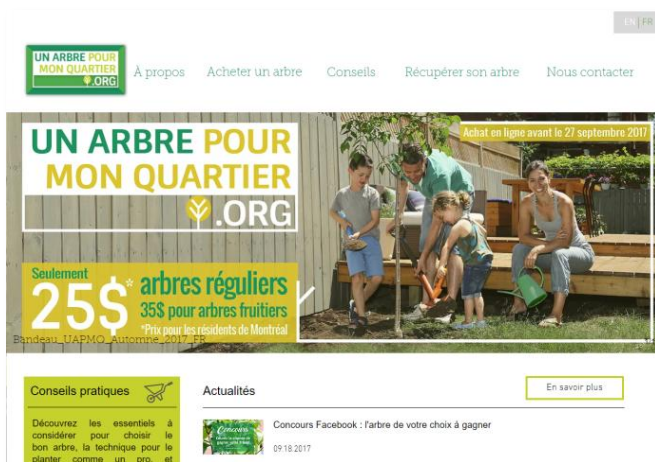 EN | FR
UN ARBRE POUR
MON QUARTIER
.ORG
À propos Acheter un arbre Conseils Récupérer son arbre Nous contacter
Achat en ligne avant le 27 septembre 2017
UN ARBRE POUR
MON QUARTIER
.ORG
Seulement
25$* arbres réguliers
35$ pour arbres fruitiers
*Prix pour les résidents de Montréal
Bandeau_UAPMQ_Automne_2017_FR
Conseils pratiques
Actualités
En savoir plus
Découvrez les essentiels à
considérer pour choisir le
bon arbre, la technique pour le
planter comme un pro, et
Concours
Concours Facebook : l'arbre de votre choix à gagner
09.18.2017